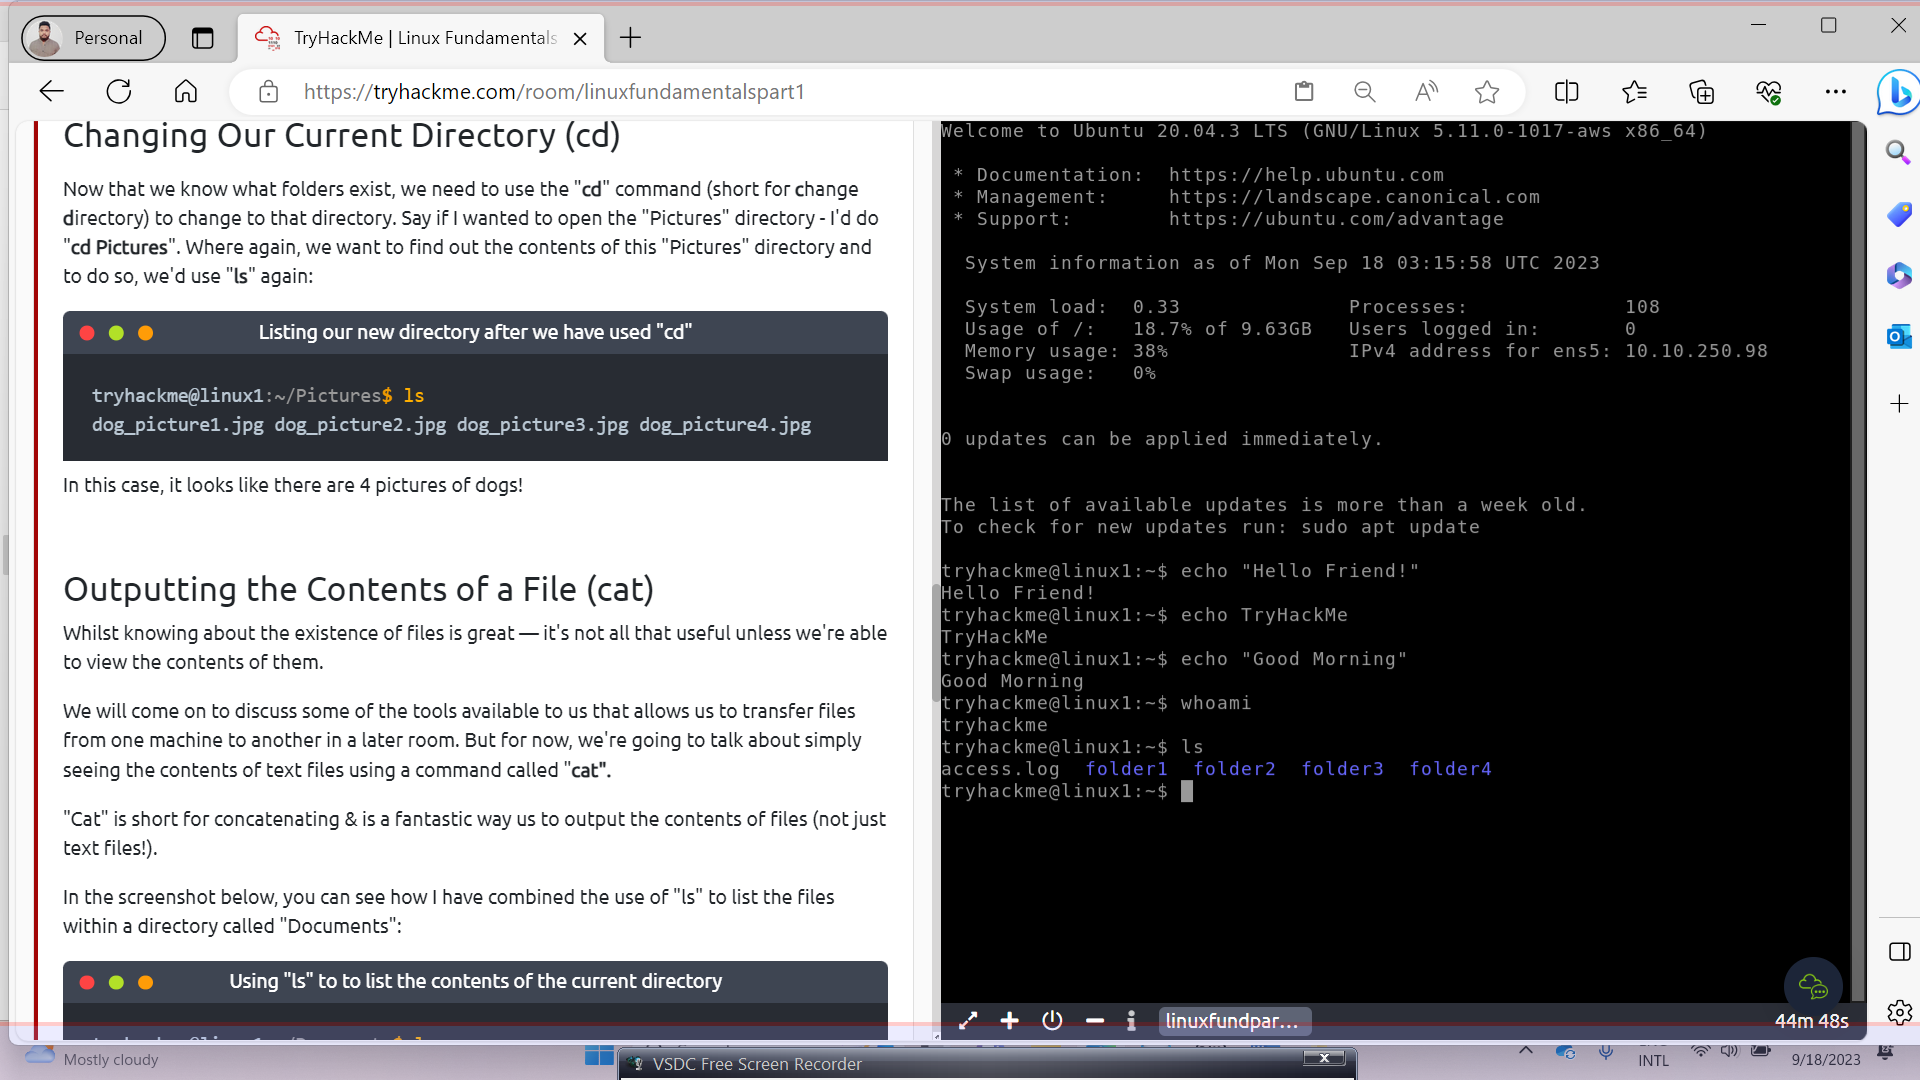 Personal
TryHackMe | Linux Fundamentals
https://tryhackme.com/room/linuxfundamentalspart1
Changing Our Current Directory (cd)
Now that we know what folders exist, we need to use the "cd" command (short for change
directory) to change to that directory. Say if I wanted to open the "Pictures" directory - I'd do
"cd Pictures". Where again, we want to find out the contents of this "Pictures" directory and
to do so, we'd use "ls" again:
Listing our new directory after we have used "cd"
tryhackme@linux1:~/Pictures$ ls
dog_picture1.jpg dog_picture2.jpg dog_picture3.jpg dog_picture4.jpg
In this case, it looks like there are 4 pictures of dogs!
Outputting the Contents of a File (cat)
Whilst knowing about the existence of files is great — it's not all that useful unless we're able
to view the contents of them.
We will come on to discuss some of the tools available to us that allows us to transfer files
from one machine to another in a later room. But for now, we're going to talk about simply
seeing the contents of text files using a command called "cat".
"Cat" is short for concatenating & is a fantastic way us to output the contents of files (not just
text files!).
In the screenshot below, you can see how I have combined the use of "ls" to list the files
within a directory called "Documents":
Using "ls" to to list the contents of the current directory
Welcome to Ubuntu 20.04.3 LTS (GNU/Linux 5.11.0-1017-aws x86_64)
* Documentation: https://help.ubuntu.com
* Management: https://landscape.canonical.com
* Support: https://ubuntu.com/advantage
System information as of Mon Sep 18 03:15:58 UTC 2023
System load: 0.33 Processes: 108
Usage of /: 18.7% of 9.63GB Users logged in: 0
Memory usage: 38% IPv4 address for ens5: 10.10.250.98
Swap usage: 0%
0 updates can be applied immediately.
The list of available updates is more than a week old.
To check for new updates run: sudo apt update
tryhackme@linux1:~$ echo "Hello Friend!"
Hello Friend!
tryhackme@linux1:~$ echo TryHackMe
TryHackMe
tryhackme@linux1:~$ echo "Good Morning"
Good Morning
tryhackme@linux1:~$ whoami
tryhackme
tryhackme@linux1:~$ ls
access.log folder1 folder2 folder3 folder4
tryhackme@linux1:~$
linuxfundpar...
44m 48s
Mostly cloudy
VSDC Free Screen Recorder
INTL
9/18/2023